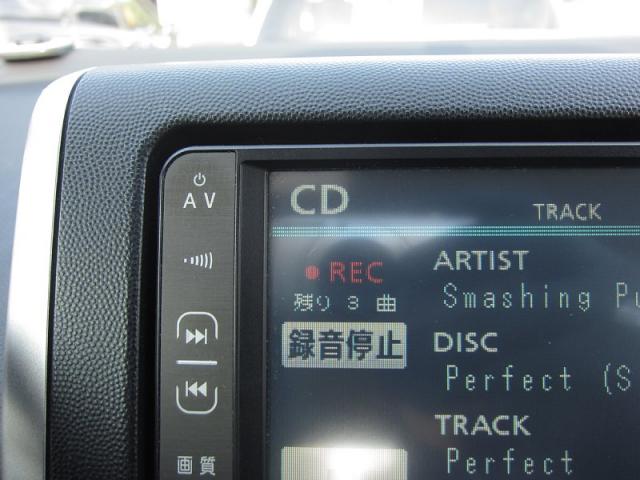 AV
CD
TRACK
● REC
残り 3 曲
録音停止
ARTIST
Smashing Pu
DISC
Perfect (S
TRACK
Perfect
画質